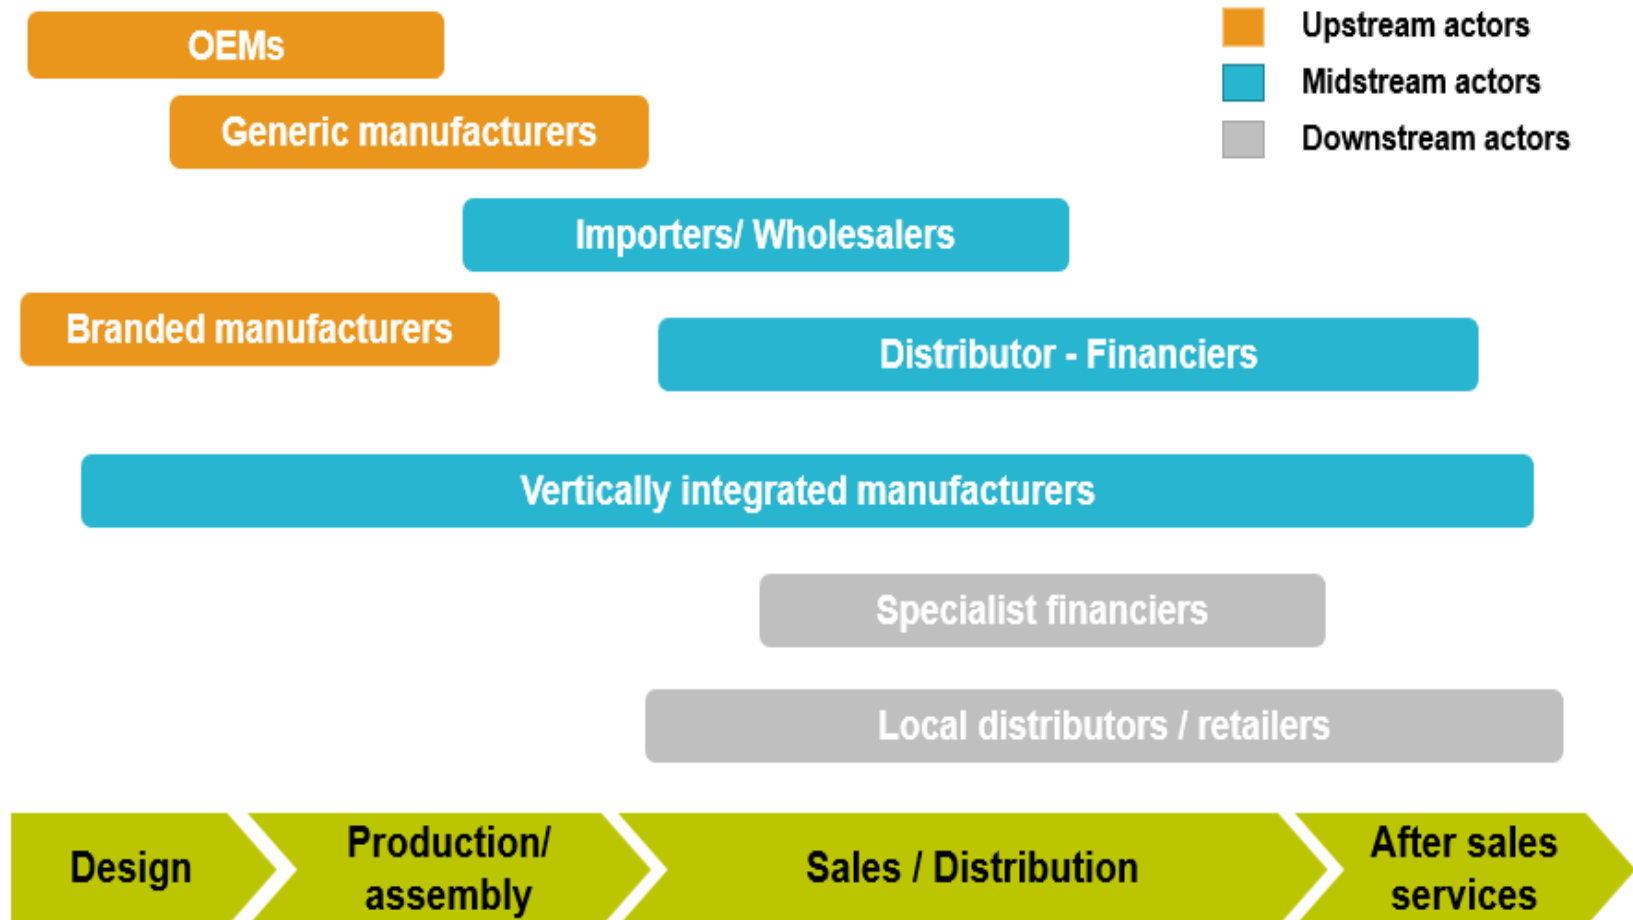 OEMs
Upstream actors
Midstream actors
Downstream actors
Generic manufacturers
Importers/ Wholesalers
Branded manufacturers
Distributor - Financiers
Vertically integrated manufacturers
Specialist financiers
Local distributors / retailers
Design
Production/
assembly
Sales / Distribution
After sales
services